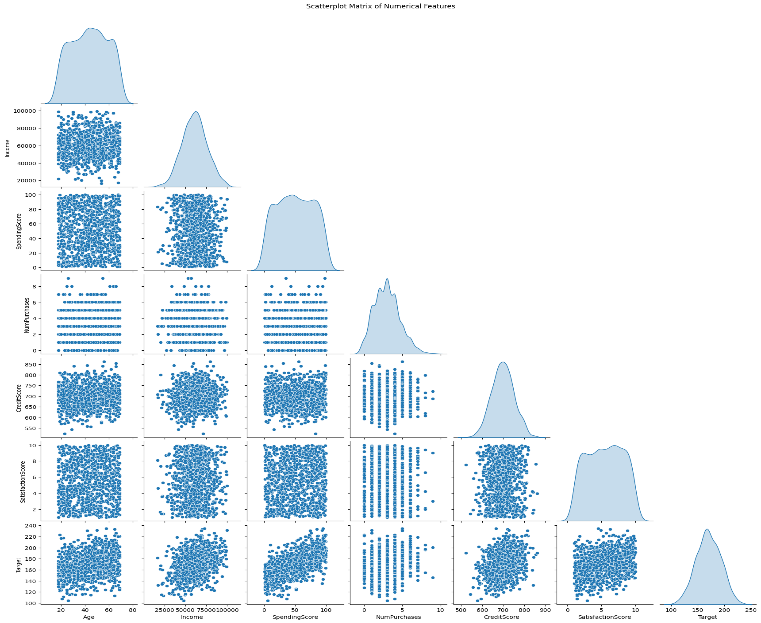 Scatterplot Matrix of Numerical Features
100000
80000
60000
40000
20000
Income
100
80
60
40
20
0
SpendingScore
8
6
4
2
0
NumPurchases
850
800
750
700
650
600
550
CreditScore
10
8
6
4
2
SatisfactionScore
240
220
200
180
160
140
120
100
Target
20 40 60 80
25000 50000 75000 100000
0 50 100
0 5 10
500 600 700 800 900
0 5 10
100 150 200 250
Age Income SpendingScore NumPurchases CreditScore SatisfactionScore Target